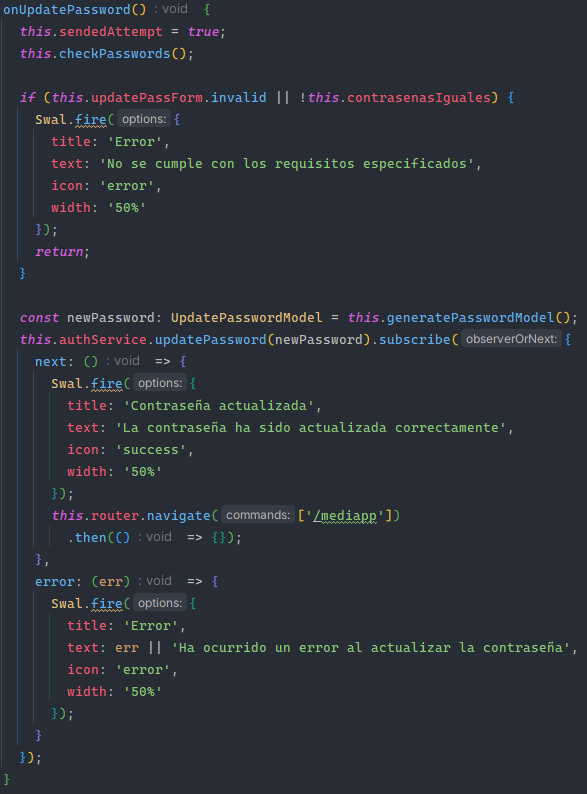 onUpdatePassword() : void {
this.sendedAttempt = true;
this.checkPasswords();
if (this.updatePassForm.invalid || !this.contrasenasIguales) {
Swal.fire( options: {
title: 'Error',
text: 'No se cumple con los requisitos especificados',
icon: 'error',
width: '50%'
});
return;
}
const newPassword: UpdatePasswordModel = this.generatePasswordModel();
this.authService.updatePassword(newPassword).subscribe( observerOrNext: {
next: () : void => {
Swal.fire( options: {
title: 'Contraseña actualizada',
text: 'La contraseña ha sido actualizada correctamente',
icon: 'success',
width: '50%'
});
this.router.navigate( commands: ['/mediapp'])
.then(() : void => {});
},
error: (err) : void => {
Swal.fire( options: {
title: 'Error',
text: err || 'Ha ocurrido un error al actualizar la contraseña',
icon: 'error',
width: '50%'
});
}
});
}